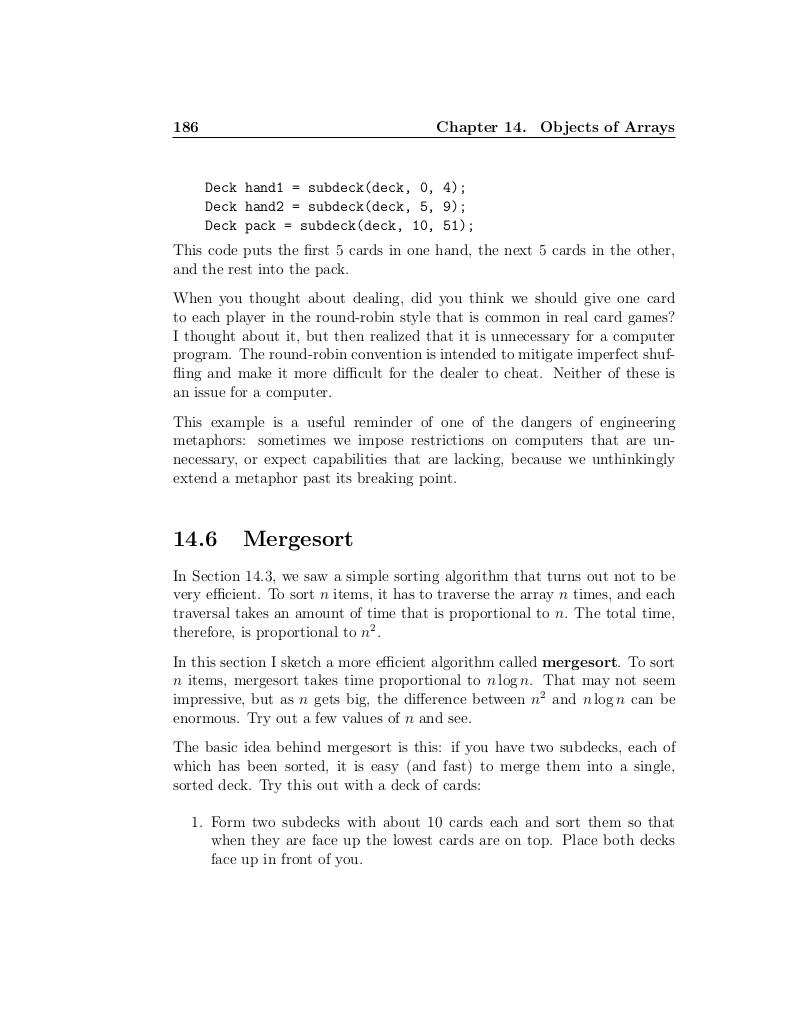 186 Chapter 14. Objects of Arrays
Deck hand1 = subdeck(deck, 0, 4);
Deck hand2 = subdeck(deck, 5, 9);
Deck pack = subdeck(deck, 10, 51);
This code puts the first 5 cards in one hand, the next 5 cards in the other,
and the rest into the pack.
When you thought about dealing, did you think we should give one card
to each player in the round-robin style that is common in real card games?
I thought about it, but then realized that it is unnecessary for a computer
program. The round-robin convention is intended to mitigate imperfect shuf-
fling and make it more difficult for the dealer to cheat. Neither of these is
an issue for a computer.
This example is a useful reminder of one of the dangers of engineering
metaphors: sometimes we impose restrictions on computers that are un-
necessary, or expect capabilities that are lacking, because we unthinkingly
extend a metaphor past its breaking point.
14.6 Mergesort
In Section 14.3, we saw a simple sorting algorithm that turns out not to be
very efficient. To sort n items, it has to traverse the array n times, and each
traversal takes an amount of time that is proportional to n. The total time,
therefore, is proportional to n².
In this section I sketch a more efficient algorithm called mergesort. To sort
n items, mergesort takes time proportional to n log n. That may not seem
impressive, but as n gets big, the difference between n² and n log n can be
enormous. Try out a few values of n and see.
The basic idea behind mergesort is this: if you have two subdecks, each of
which has been sorted, it is easy (and fast) to merge them into a single,
sorted deck. Try this out with a deck of cards:
1. Form two subdecks with about 10 cards each and sort them so that
when they are face up the lowest cards are on top. Place both decks
face up in front of you.